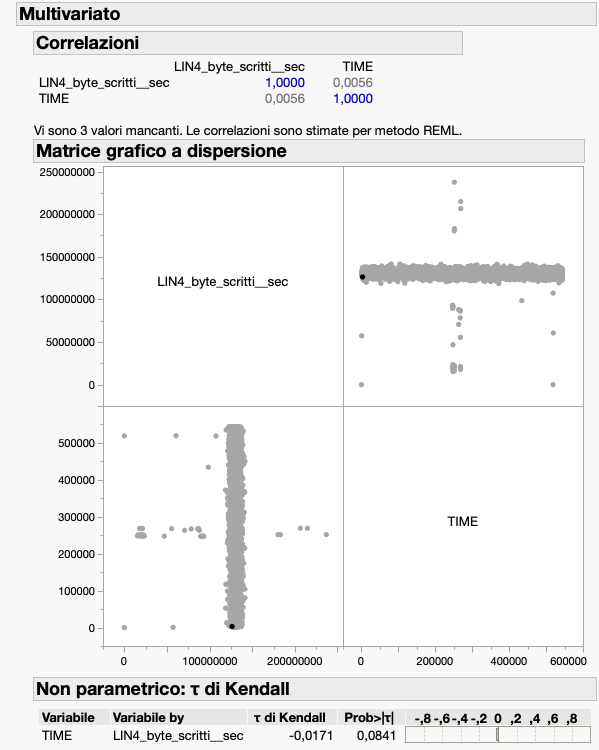 Multivariato
Correlazioni
LIN4_byte_scritti__sec TIME
LIN4_byte_scritti__sec 1,0000 0,0056
TIME 0,0056 1,0000
Vi sono 3 valori mancanti. Le correlazioni sono stimate per metodo REML.
Matrice grafico a dispersione
250000000
200000000
150000000
100000000
50000000
0
LIN4_byte_scritti__sec
500000
400000
300000
200000
100000
0
TIME
0 100000000 200000000 0 200000 400000 600000
Non parametrico: τ di Kendall
Variabile Variabile by τ di Kendall Prob>|τ| -,8 -,6 -,4 -,2 0 ,2 ,4 ,6 ,8
TIME LIN4_byte_scritti__sec -0,0171 0,0841